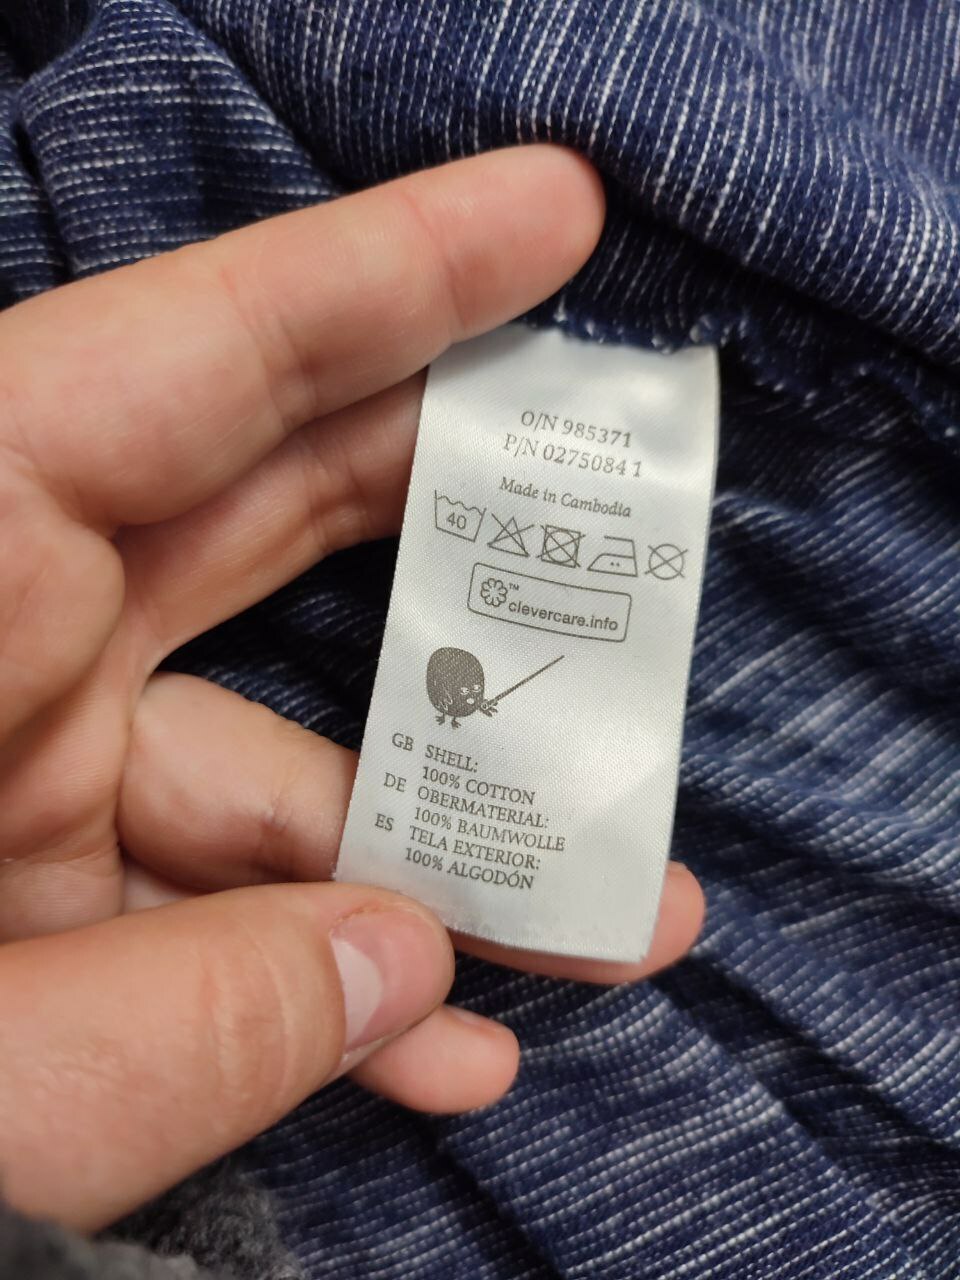 O/N 985371
P/N 0275084 1
Made in Cambodia
40
™
clevercare.info
GB SHELL:
100% COTTON
DE OBERMATERIAL:
100% BAUMWOLLE
ES TELA EXTERIOR:
100% ALGODÓN